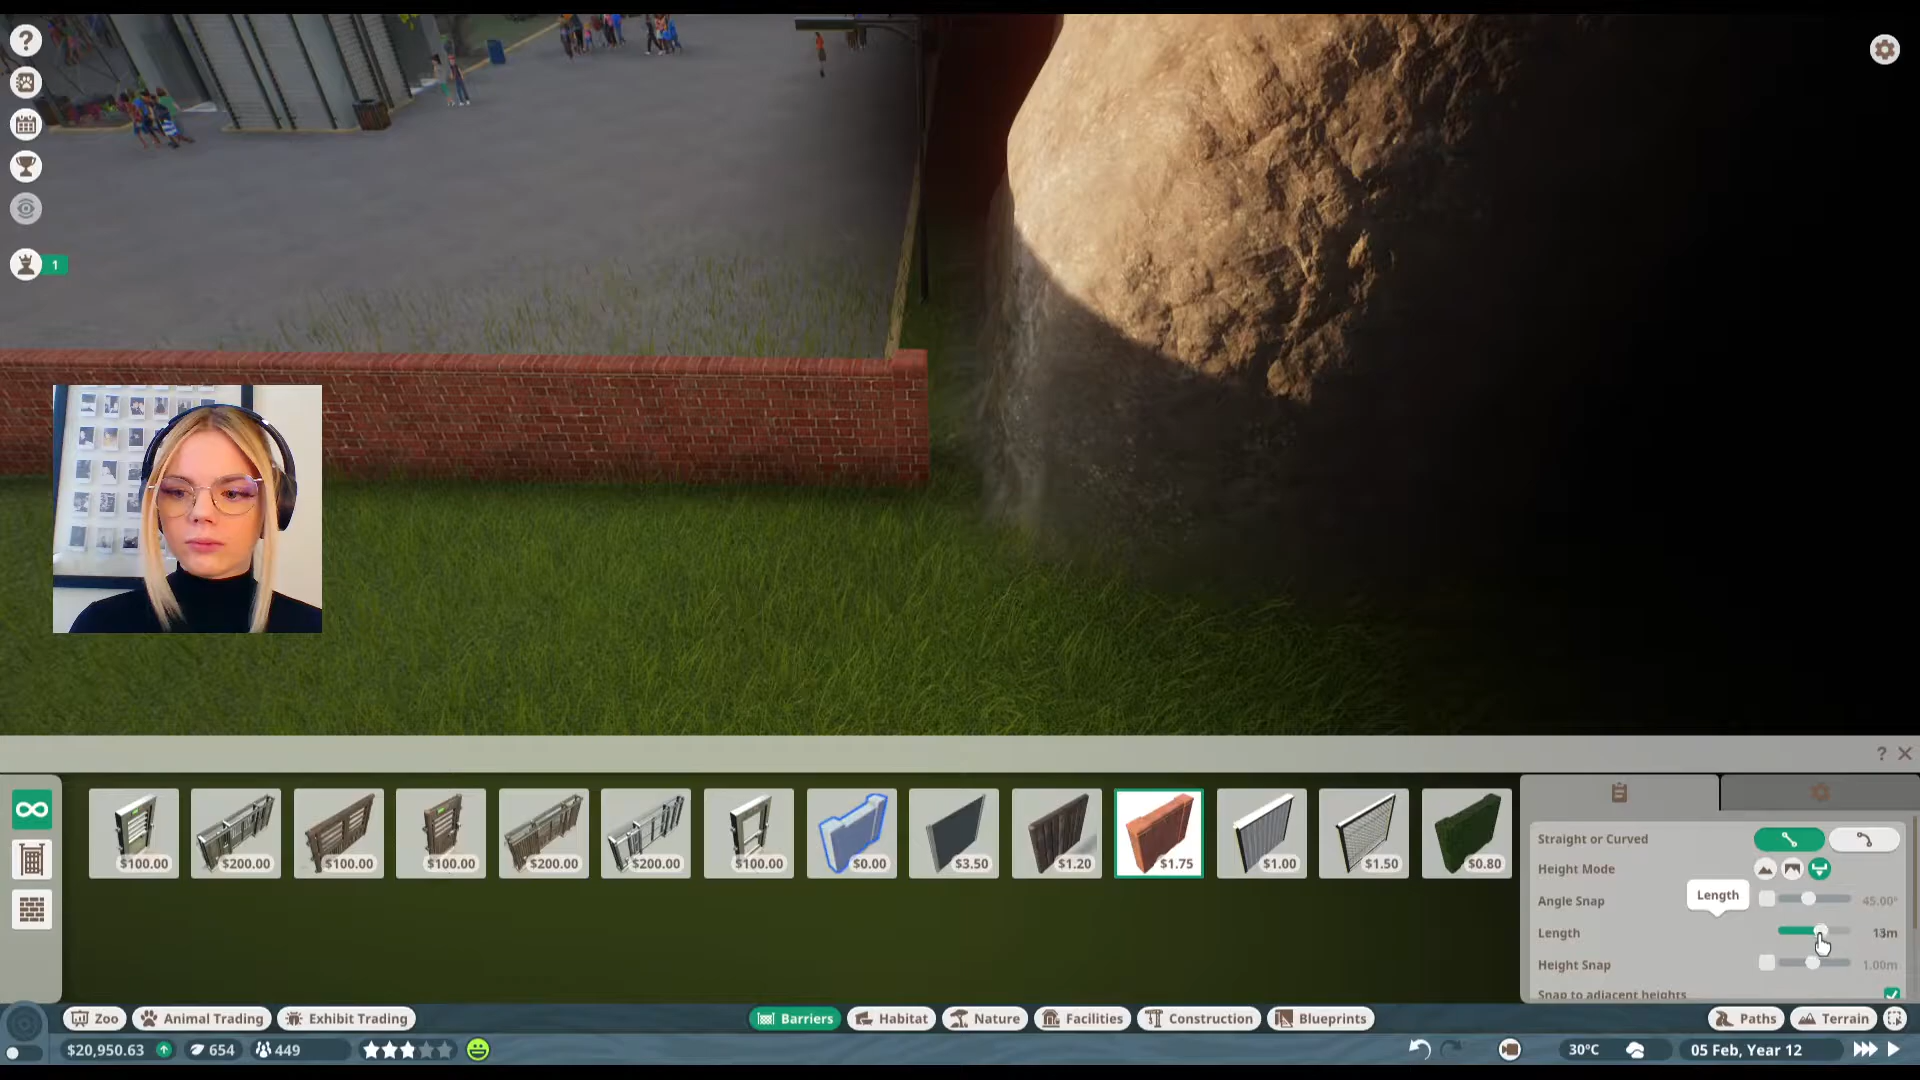 ?
1
? 
$100.00 $200.00 $100.00 $100.00 $200.00 $200.00 $100.00 $0.00 $3.50 $1.20 $1.75 $1.00 $1.50 $0.80
Straight or Curved
Height Mode
Length
Angle Snap 45.00°
Length 13m
Height Snap 1.00m
Snap to adjacent heights
Zoo Animal Trading Exhibit Trading Barriers Habitat Nature Facilities Construction Blueprints Paths Terrain
$20,950.63 654 449 30°C 05 Feb, Year 12